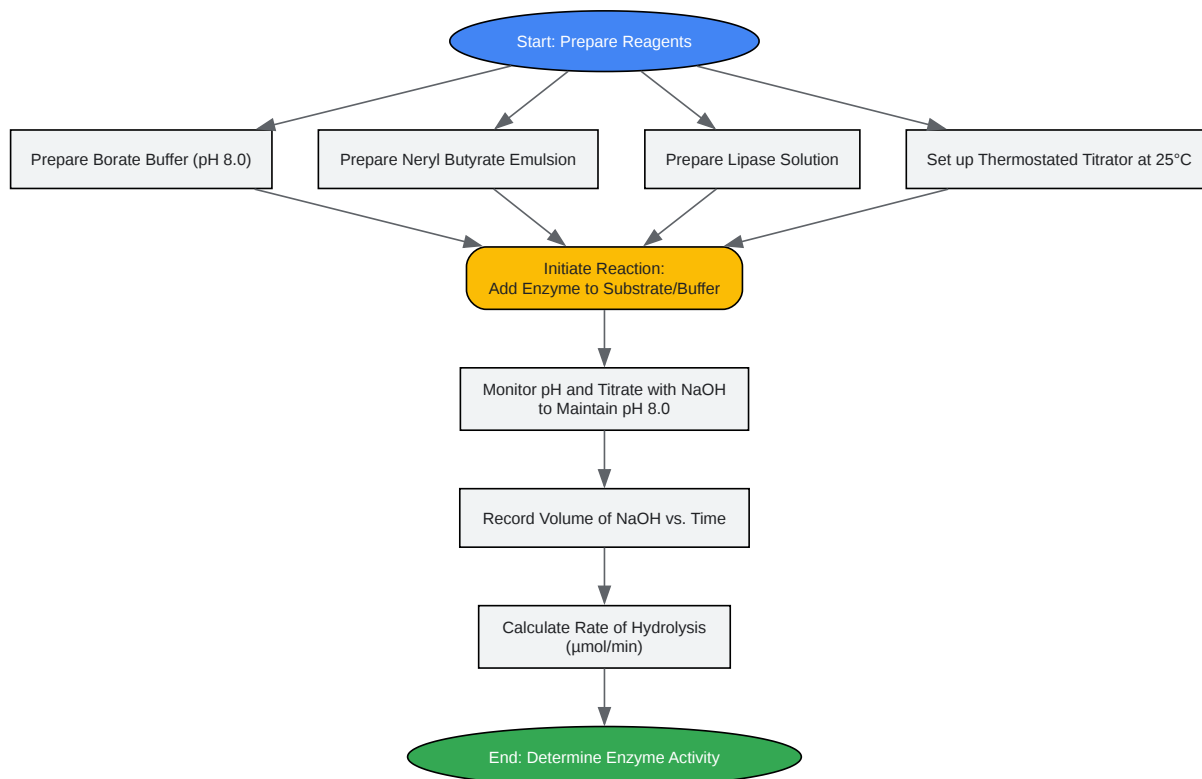 Start: Prepare Reagents
Prepare Borate Buffer (pH 8.0)
Prepare Neryl Butyrate Emulsion
Prepare Lipase Solution
Set up Thermostated Titrator at 25°C
Initiate Reaction:
Add Enzyme to Substrate/Buffer
Monitor pH and Titrate with NaOH
to Maintain pH 8.0
Record Volume of NaOH vs. Time
Calculate Rate of Hydrolysis
(µmol/min)
End: Determine Enzyme Activity